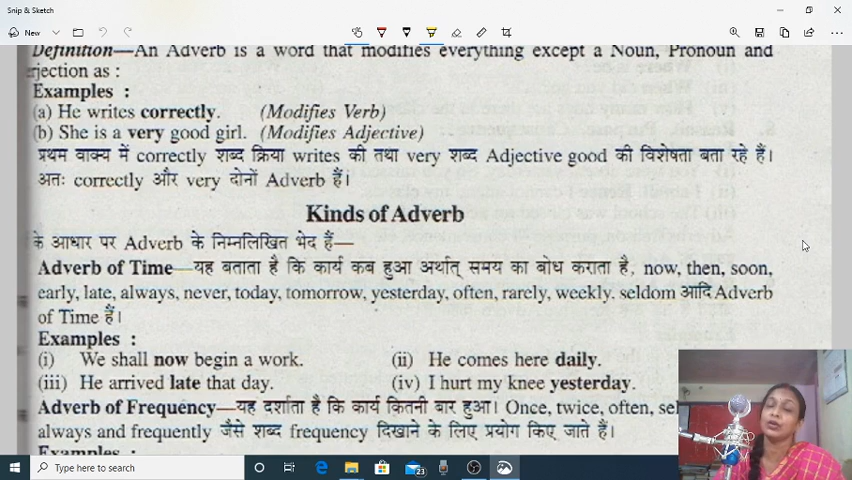 Snip & Sketch
New
Definition—An Adverb is a word that modifies everything except a Noun, Pronoun and
erjection as :
Examples :
(a) He writes correctly. (Modifies Verb)
(b) She is a very good girl. (Modifies Adjective)
प्रथम वाक्य में correctly शब्द क्रिया writes की तथा very शब्द Adjective good की विशेषता बता रहे हैं।
अतः correctly और very दोनों Adverb हैं।
Kinds of Adverb
के आधार पर Adverb के निम्नलिखित भेद हैं—
Adverb of Time—यह बताता है कि कार्य कब हुआ अर्थात् समय का बोध कराता है, now, then, soon,
early, late, always, never, today, tomorrow, yesterday, often, rarely, weekly. seldom आदि Adverb
of Time हैं।
Examples :
(i) We shall now begin a work. (ii) He comes here daily.
(iii) He arrived late that day. (iv) I hurt my knee yesterday.
Adverb of Frequency—यह दर्शाता है कि कार्य कितनी बार हुआ। Once, twice, often, sel
always and frequently जैसे शब्द frequency दिखाने के लिए प्रयोग किए जाते हैं।
Examples :
Type here to search
23